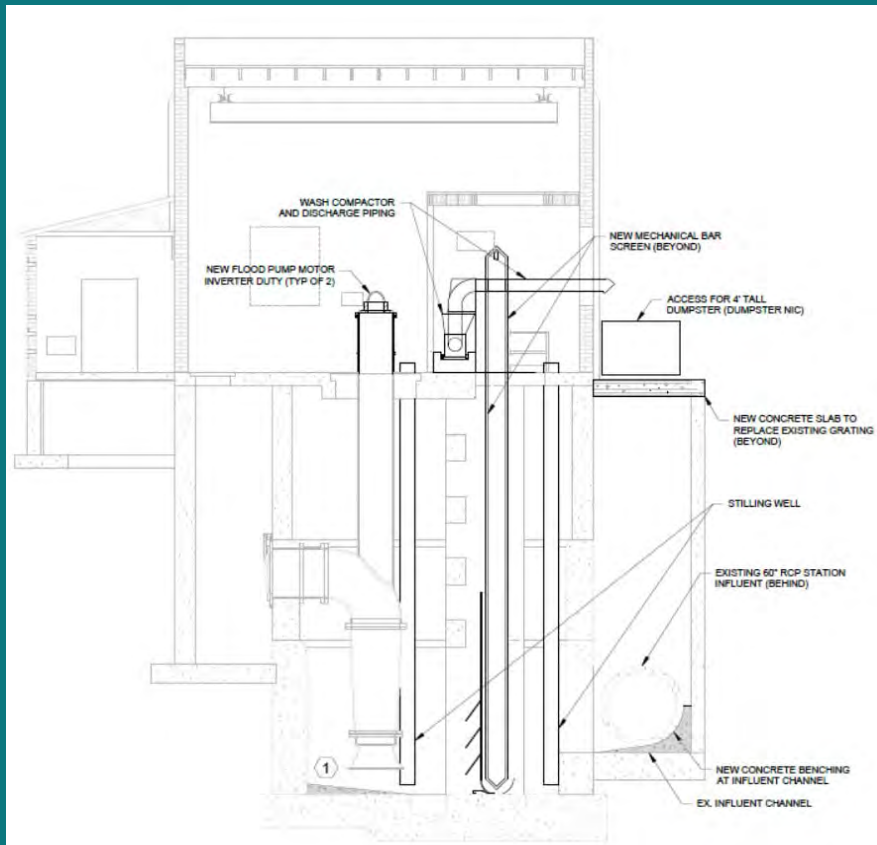 WASH COMPACTOR
AND DISCHARGE PIPING
NEW MECHANICAL BAR
SCREEN (BEYOND)
NEW FLOOD PUMP MOTOR
INVERTER DUTY (TYP OF 2)
ACCESS FOR 4' TALL
DUMPSTER (DUMPSTER NIC)
NEW CONCRETE SLAB TO
REPLACE EXISTING GRATING
(BEYOND)
STILLING WELL
EXISTING 60" RCP STATION
INFLUENT (BEHIND)
1
NEW CONCRETE BENCHING
AT INFLUENT CHANNEL
EX. INFLUENT CHANNEL